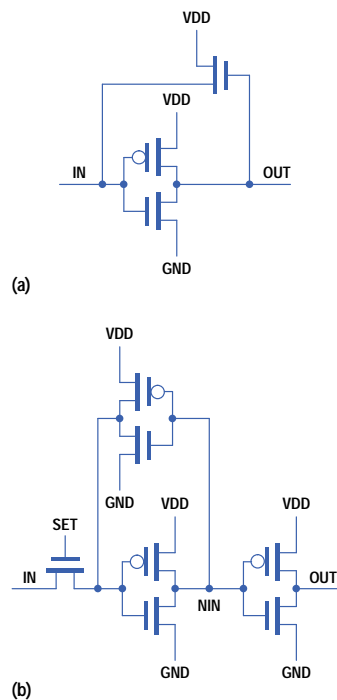 VDD
VDD
IN
OUT
GND
(a)
VDD
GND
VDD
VDD
SET
IN
OUT
NIN
GND
GND
(b)